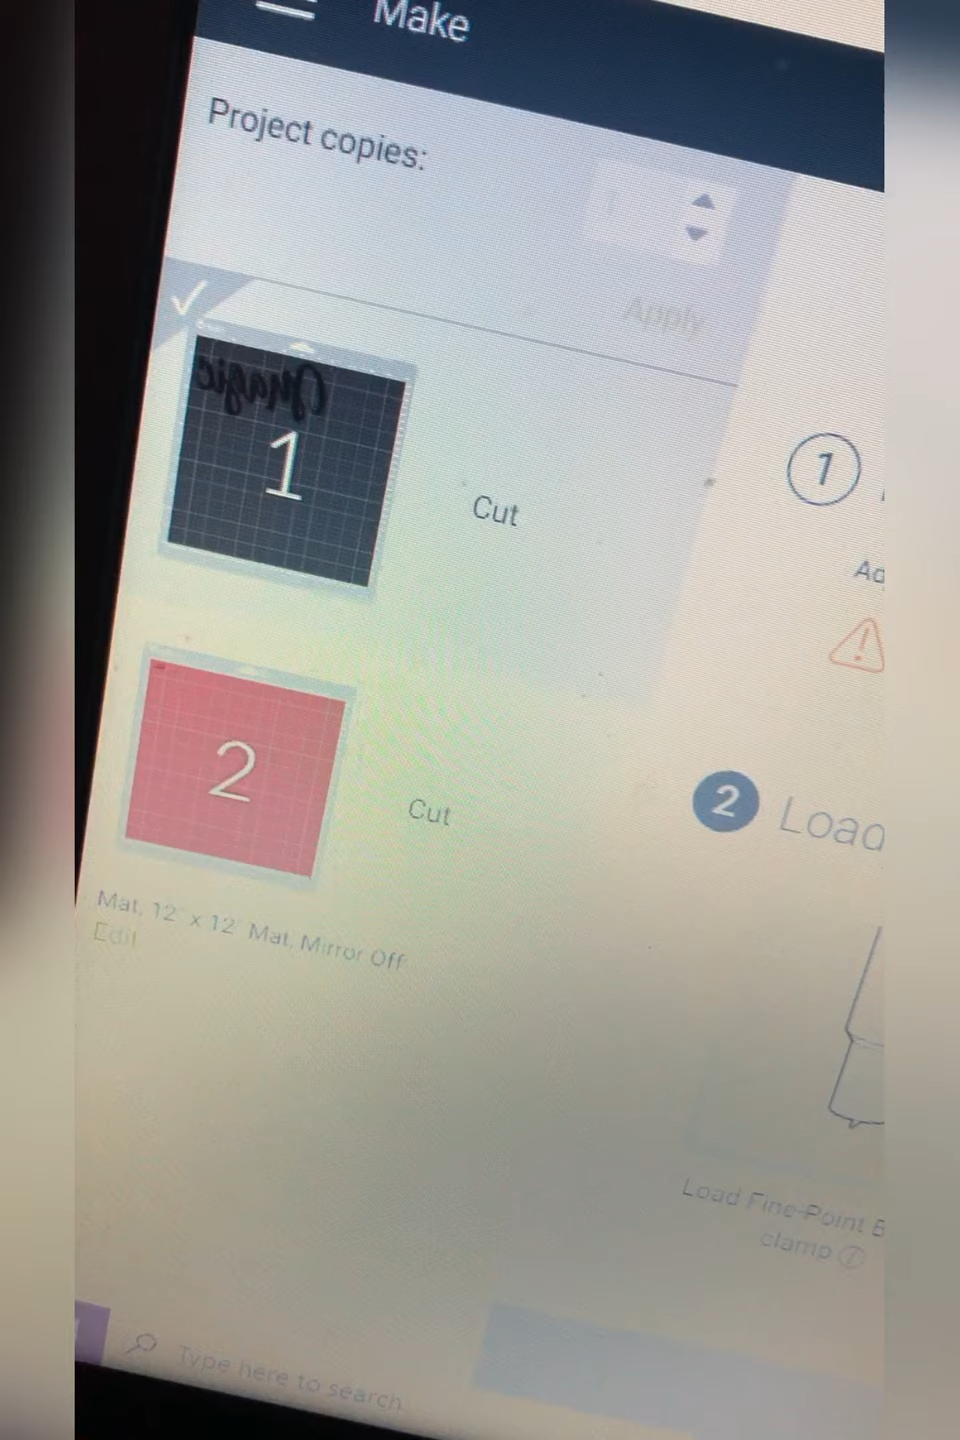 Make
Project copies:
Apply
Magic
1
Cut
1
2
Cut
2 Load
Mat, 12" x 12" Mat, Mirror Off
Edit
Load Fine-Point
clamp
Type here to search